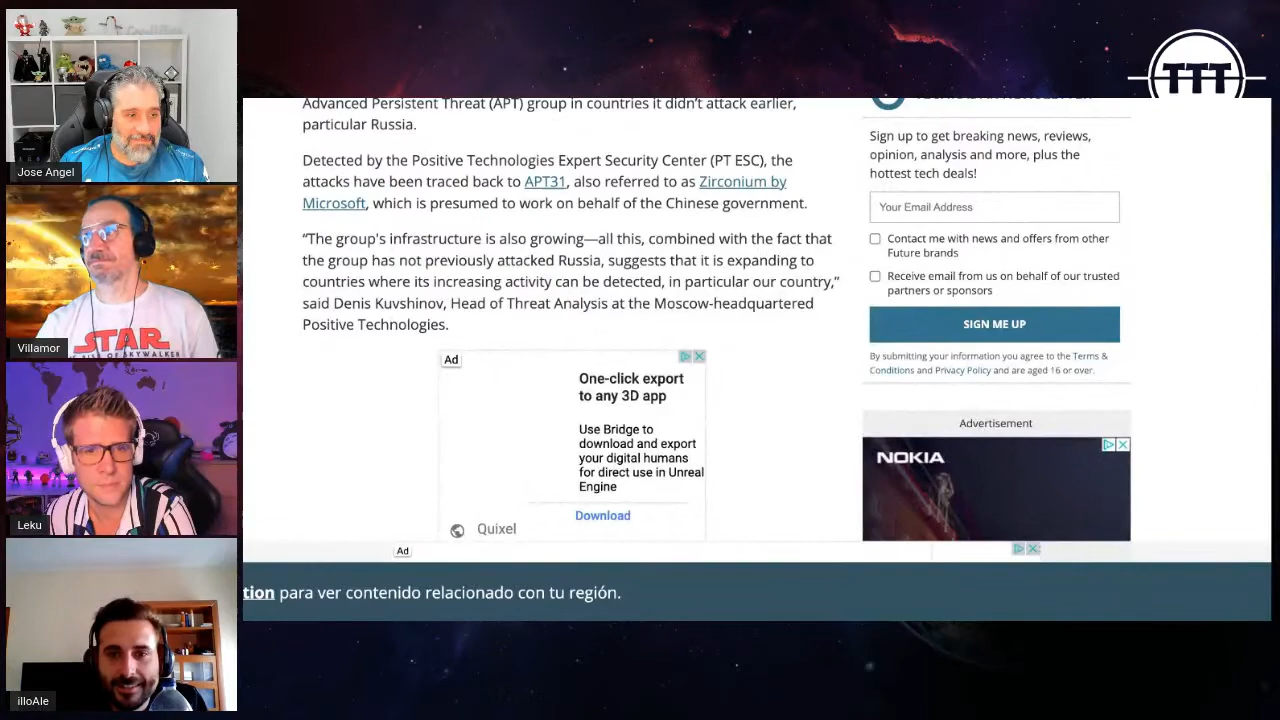 Jose Angel
STAR
OF SKYWALKER
Villamor
Leku
illoAle
TTT
Advanced Persistent Threat (APT) group in countries it didn't attack earlier,
particular Russia.
Detected by the Positive Technologies Expert Security Center (PT ESC), the
attacks have been traced back to APT31, also referred to as Zirconium by
Microsoft, which is presumed to work on behalf of the Chinese government.
“The group's infrastructure is also growing—all this, combined with the fact that
the group has not previously attacked Russia, suggests that it is expanding to
countries where its increasing activity can be detected, in particular our country,”
said Denis Kuvshinov, Head of Threat Analysis at the Moscow-headquartered
Positive Technologies.
Ad
One-click export
to any 3D app
Use Bridge to
download and export
your digital humans
for direct use in Unreal
Engine
Download
Quixel
Ad
Sign up to get breaking news, reviews,
opinion, analysis and more, plus the
hottest tech deals!
Your Email Address
Contact me with news and offers from other
Future brands
Receive email from us on behalf of our trusted
partners or sponsors
SIGN ME UP
By submitting your information you agree to the Terms &
Conditions and Privacy Policy and are aged 16 or over.
Advertisement
NOKIA
tion para ver contenido relacionado con tu región.